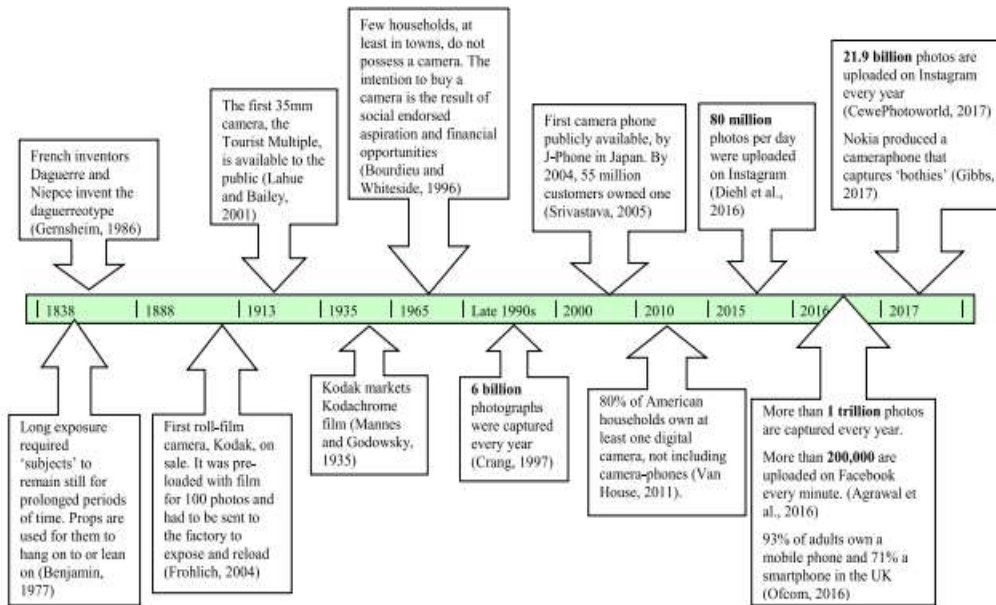 French inventors
Daguerre and
Niepce invent the
daguerreotype
(Gernsheim, 1986)
The first 35mm
camera, the
Tourist Multiple,
is available to the
public (Lahue
and Bailey,
2001)
Few households, at
least in towns, do not
possess a camera. The
intention to buy a
camera is the result of
social endorsed
aspiration and financial
opportunities
(Bourdieu and
Whiteside, 1996)
First camera phone
publicly available, by
J-Phone in Japan. By
2004, 55 million
customers owned one
(Srivastava, 2005)
80 million
photos per day
were uploaded
on Instagram
(Diehl et al.,
2016)
21.9 billion photos are
uploaded on Instagram
every year
(CewePhotoworld, 2017)
Nokia produced a
cameraphone that
captures ‘bothies’ (Gibbs,
2017)
1838 1888 1913 1935 1965 Late 1990s 2000 2010 2015 2016 2017
Long exposure
required
‘subjects’ to
remain still for
prolonged periods
of time. Props are
used for them to
hang on to or lean
on (Benjamin,
1977)
First roll-film
camera, Kodak, on
sale. It was pre-
loaded with film
for 100 photos and
had to be sent to
the factory to
expose and reload
(Frohlich, 2004)
Kodak markets
Kodachrome
film (Mannes
and Godowsky,
1935)
6 billion
photographs
were captured
every year
(Crang, 1997)
80% of American
households own at
least one digital
camera, not including
camera-phones (Van
House, 2011).
More than 1 trillion photos
are captured every year.
More than 200,000 are
uploaded on Facebook
every minute. (Agrawal et
al., 2016)
93% of adults own a
mobile phone and 71% a
smartphone in the UK
(Ofcom, 2016)